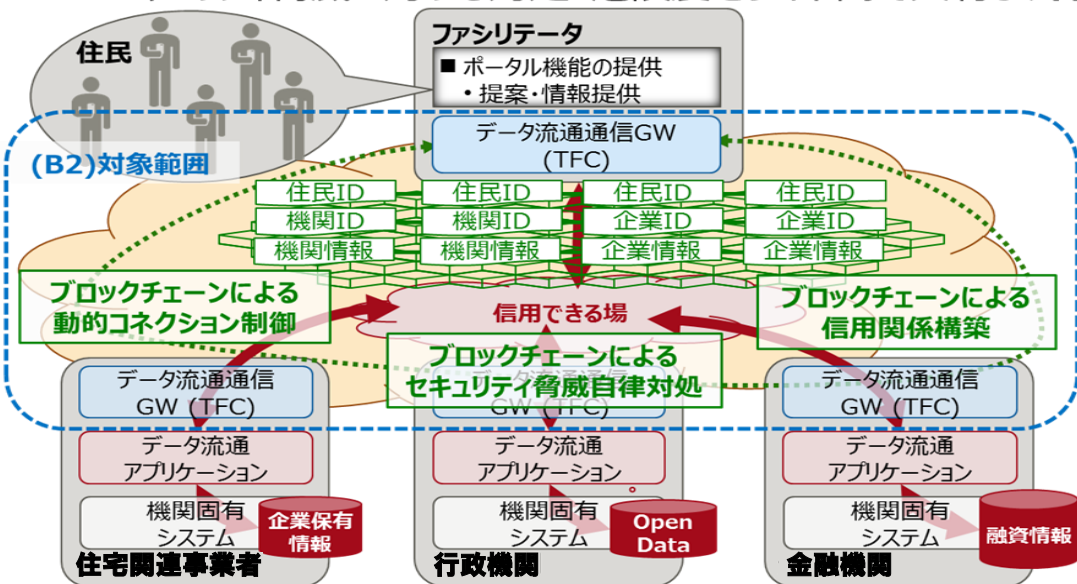 住民
ファシリテータ
■ ポータル機能の提供
・提案・情報提供
データ流通通信GW
(TFC)
(B2)対象範囲
住民ID 住民ID 住民ID 住民ID
機関ID 機関ID 企業ID 企業ID
機関情報 機関情報 企業情報 企業情報
ブロックチェーンによる
動的コネクション制御
信用できる場
ブロックチェーンによる
信用関係構築
ブロックチェーンによる
セキュリティ脅威自律対処
データ流通通信
GW (TFC)
データ流通通信
GW (TFC)
データ流通通信
GW (TFC)
データ流通
アプリケーション
データ流通
アプリケーション
データ流通
アプリケーション
機関固有
システム
企業保有
情報
機関固有
システム
Open
Data
機関固有
システム
融資情報
住宅関連事業者
行政機関
金融機関